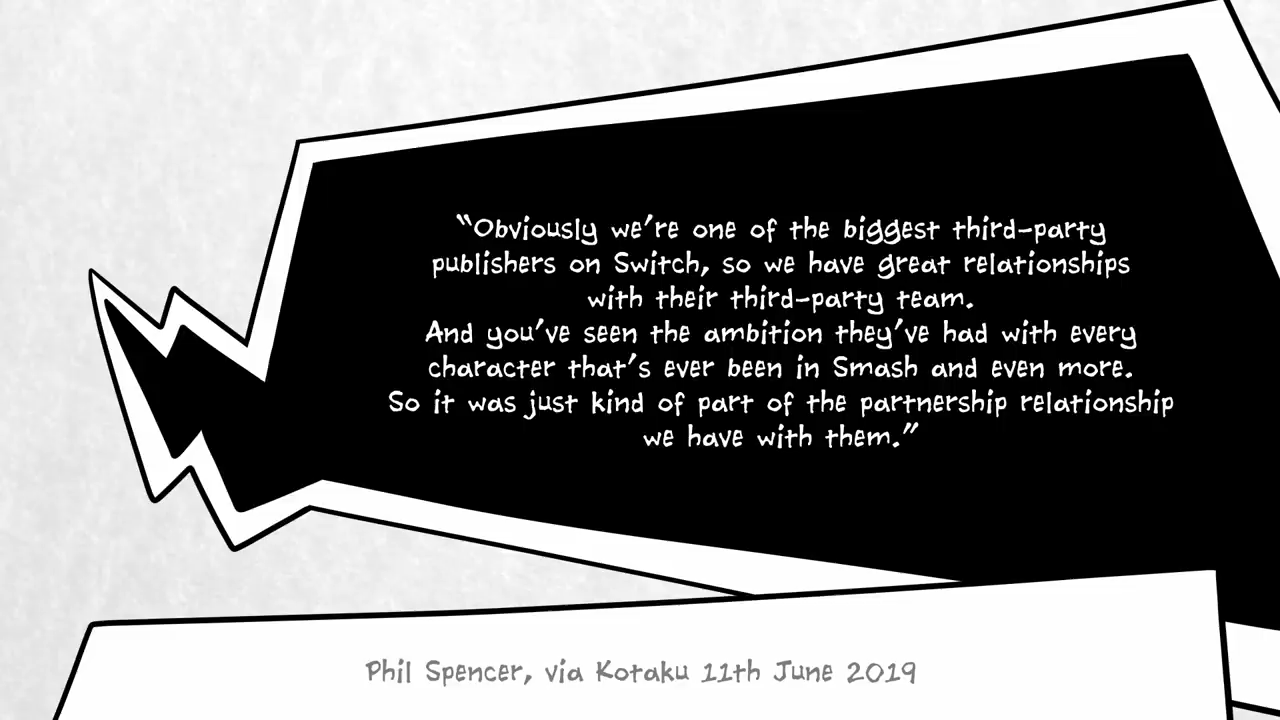 “Obviously we’re one of the biggest third-party
publishers on Switch, so we have great relationships
with their third-party team.
And you’ve seen the ambition they’ve had with every
character that’s ever been in Smash and even more.
So it was just kind of part of the partnership relationship
we have with them.”
Phil Spencer, via Kotaku 11th June 2019